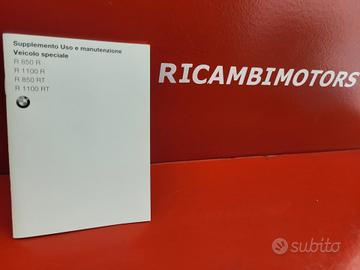 Supplemento Uso e manutenzione
Veicolo speciale
R 850 R
R 1100 R
R 850 RT
R 1100 RT
RICAMBIMOTORS
subito